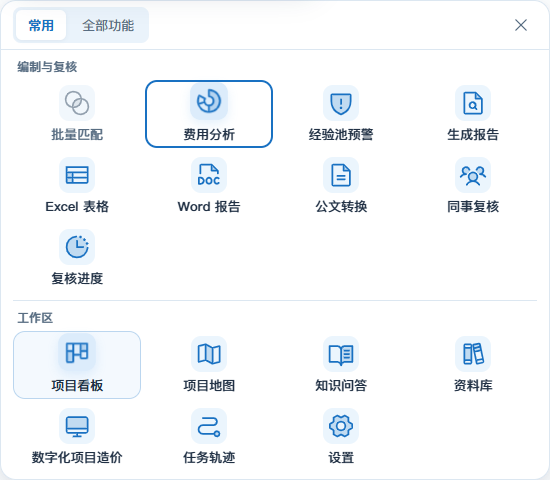 常用 全部功能
编制与复核
批量匹配 费用分析 经验池预警 生成报告
DOC
Excel 表格 Word 报告 公文转换 同事复核
复核进度
工作区
项目看板 项目地图 知识问答 资料库
数字化项目造价 任务轨迹 设置